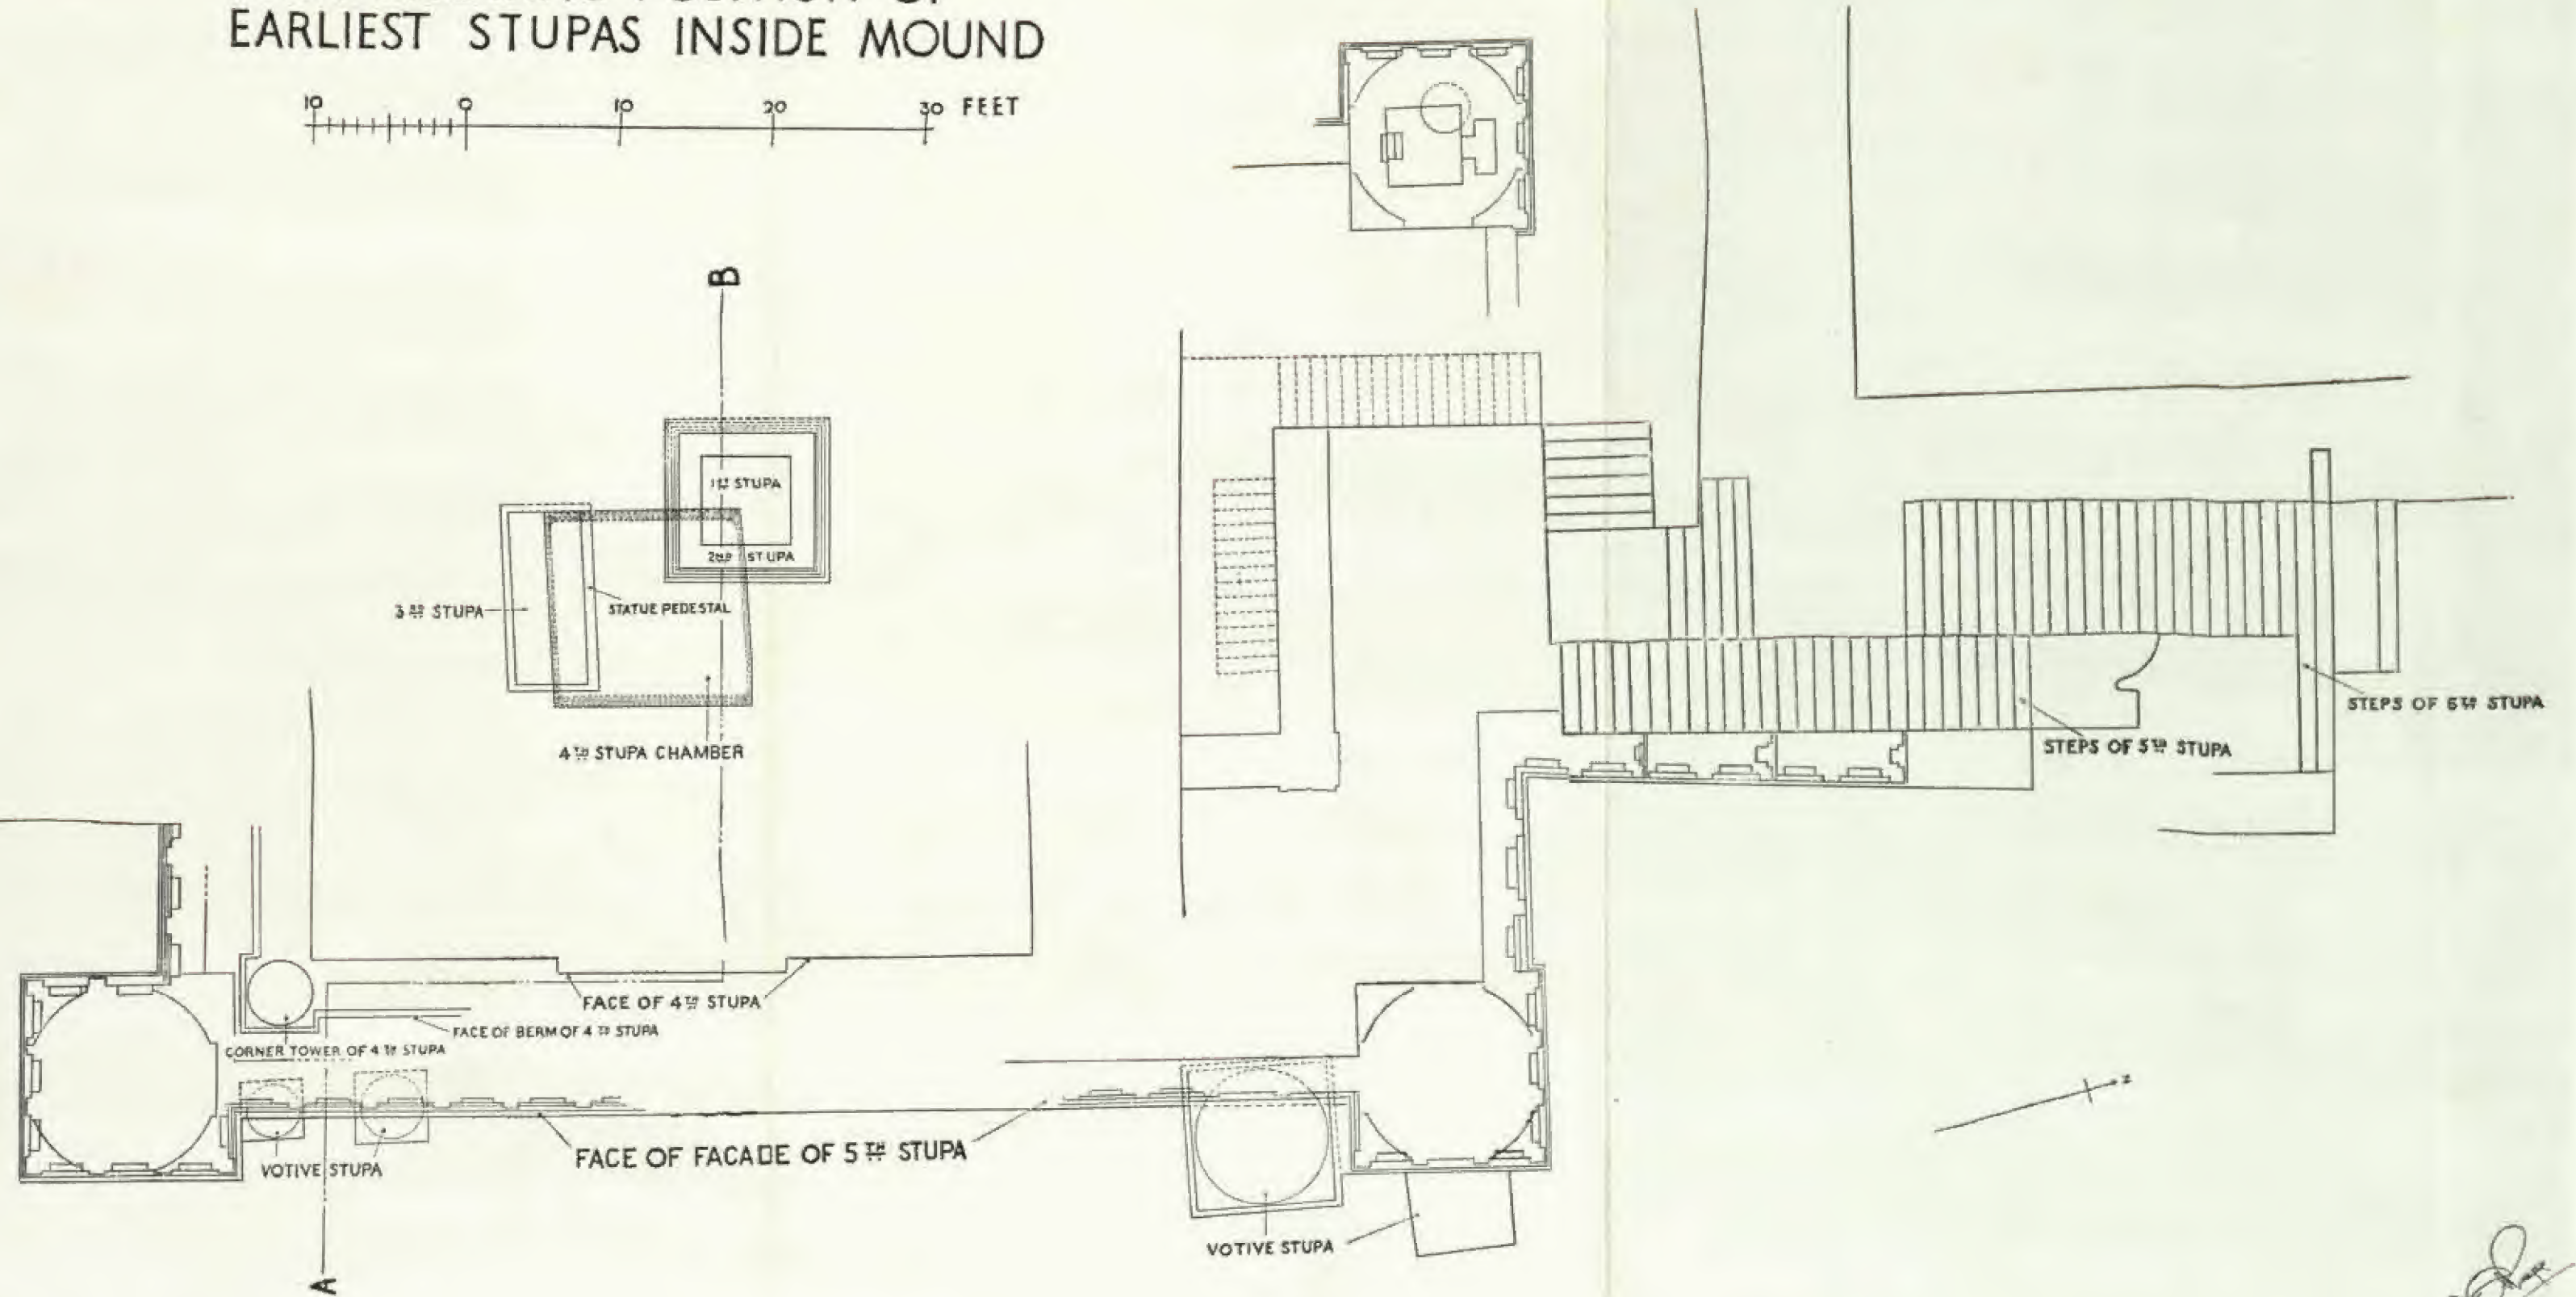 EARLIEST STUPAS INSIDE MOUND
10 0 10 20 30 FEET
B
1ST STUPA
2ND STUPA
3RD STUPA
STATUE PEDESTAL
4TH STUPA CHAMBER
STEPS OF 6TH STUPA
STEPS OF 5TH STUPA
FACE OF 4TH STUPA
FACE OF BERM OF 4TH STUPA
CORNER TOWER OF 4TH STUPA
FACE OF FACADE OF 5TH STUPA
VOTIVE STUPA
VOTIVE STUPA
A